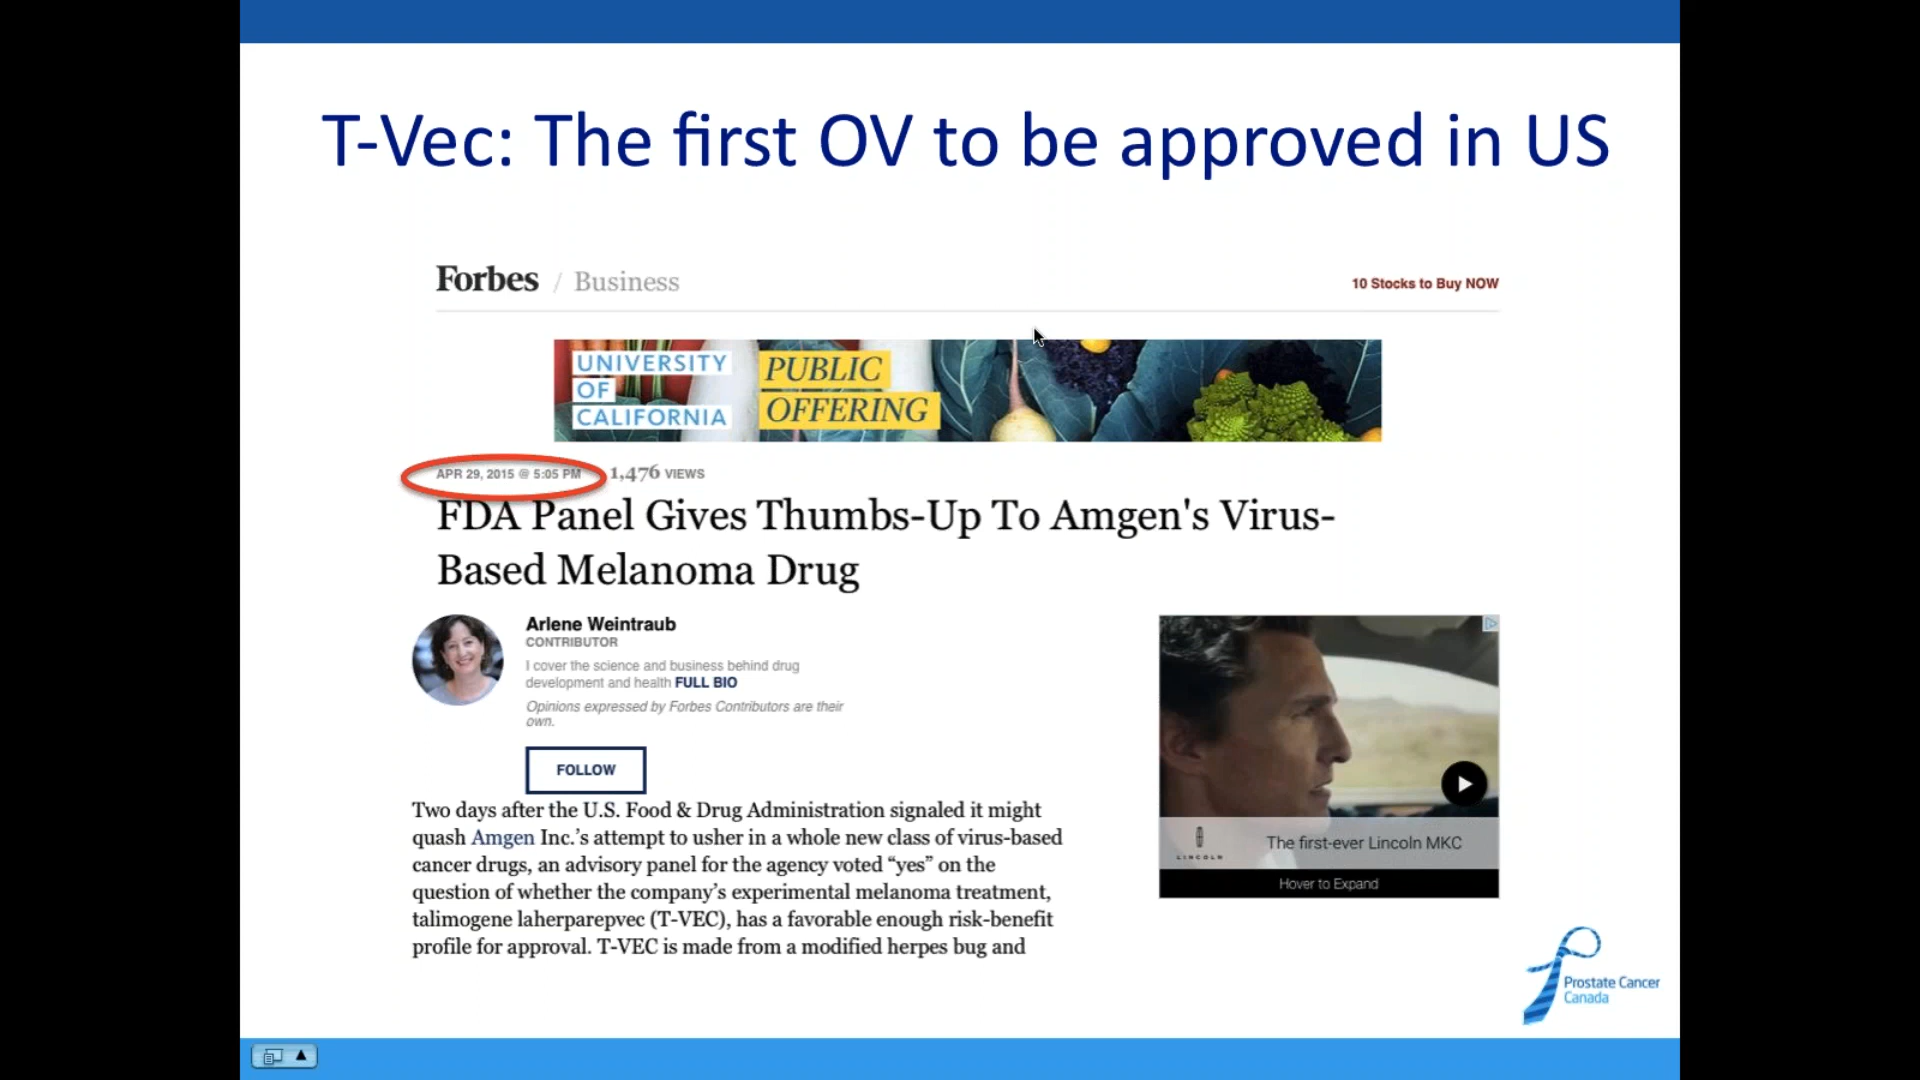 T-Vec: The first OV to be approved in US
Forbes / Business
10 Stocks to Buy NOW
UNIVERSITY
OF
CALIFORNIA
PUBLIC
OFFERING
APR 29, 2015 @ 5:05 PM 1,476 VIEWS
FDA Panel Gives Thumbs-Up To Amgen's Virus-
Based Melanoma Drug
Arlene Weintraub
CONTRIBUTOR
I cover the science and business behind drug
development and health FULL BIO
Opinions expressed by Forbes Contributors are their
own.
FOLLOW
Two days after the U.S. Food & Drug Administration signaled it might
quash Amgen Inc.’s attempt to usher in a whole new class of virus-based
cancer drugs, an advisory panel for the agency voted “yes” on the
question of whether the company’s experimental melanoma treatment,
talimogene laherparepvec (T-VEC), has a favorable enough risk-benefit
profile for approval. T-VEC is made from a modified herpes bug and
LINCOLN
The first-ever Lincoln MKC
Hover to Expand
Prostate Cancer
Canada